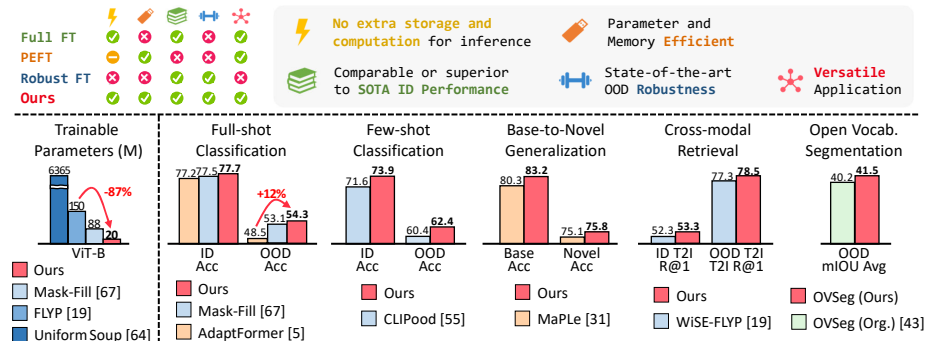 Full FT
PEFT
Robust FT
Ours
No extra storage and
computation for inference
Parameter and
Memory Efficient
Comparable or superior
to SOTA ID Performance
State-of-the-art
OOD Robustness
Versatile
Application
Trainable
Parameters (M)
6365
150
88
20
-87%
ViT-B
Ours
Mask-Fill [67]
FLYP [19]
Uniform Soup [64]
Full-shot
Classification
77.2
77.5
77.7
+12%
48.5
53.1
54.3
ID
Acc
OOD
Acc
Ours
Mask-Fill [67]
AdaptFormer [5]
Few-shot
Classification
71.6
73.9
60.4
62.4
ID
Acc
OOD
Acc
Ours
CLIPood [55]
Base-to-Novel
Generalization
80.3
83.2
75.1
75.8
Base
Acc
Novel
Acc
Ours
MaPLe [31]
Cross-modal
Retrieval
52.3
53.3
77.3
78.5
ID T2I
R@1
OOD T2I
T2I R@1
Ours
WiSE-FLYP [19]
Open Vocab.
Segmentation
40.2
41.5
OOD
mIOU Avg
OVSeg (Ours)
OVSeg (Org.) [43]